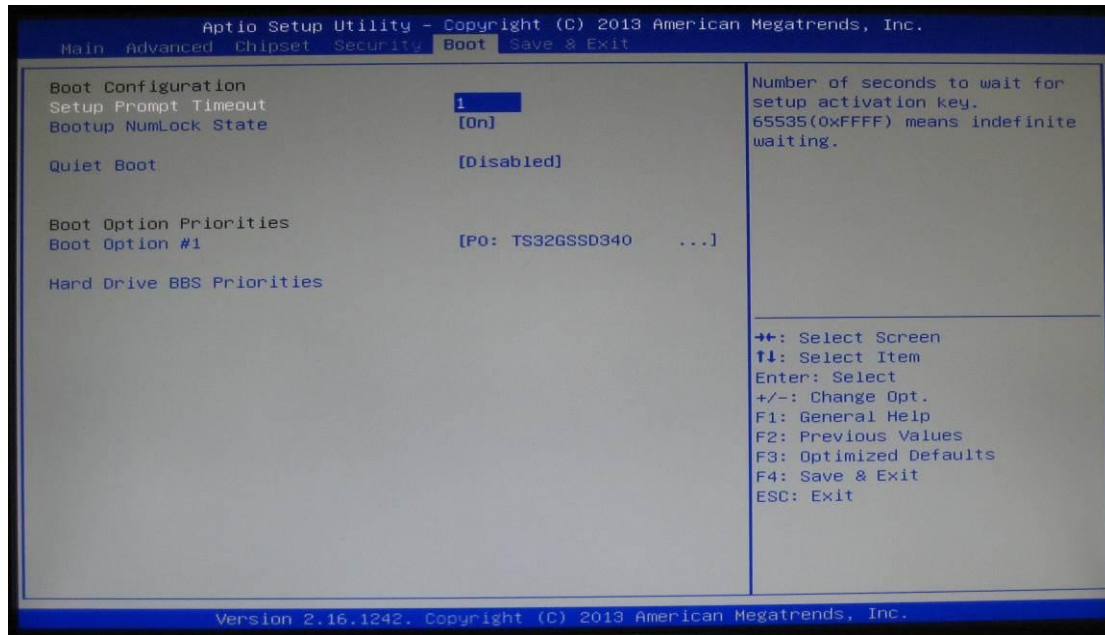 Aptio Setup Utility - Copyright (C) 2013 American Megatrends, Inc.
Main Advanced Chipset Security Boot Save & Exit
Boot Configuration
Setup Prompt Timeout 1
Bootup NumLock State [On]
Quiet Boot [Disabled]
Boot Option Priorities
Boot Option #1 [P0: TS32GSSD340 ...]
Hard Drive BBS Priorities
Number of seconds to wait for
setup activation key.
65535(0xFFFF) means indefinite
waiting.
→←: Select Screen
↑↓: Select Item
Enter: Select
+/-: Change Opt.
F1: General Help
F2: Previous Values
F3: Optimized Defaults
F4: Save & Exit
ESC: Exit
Version 2.16.1242. Copyright (C) 2013 American Megatrends, Inc.